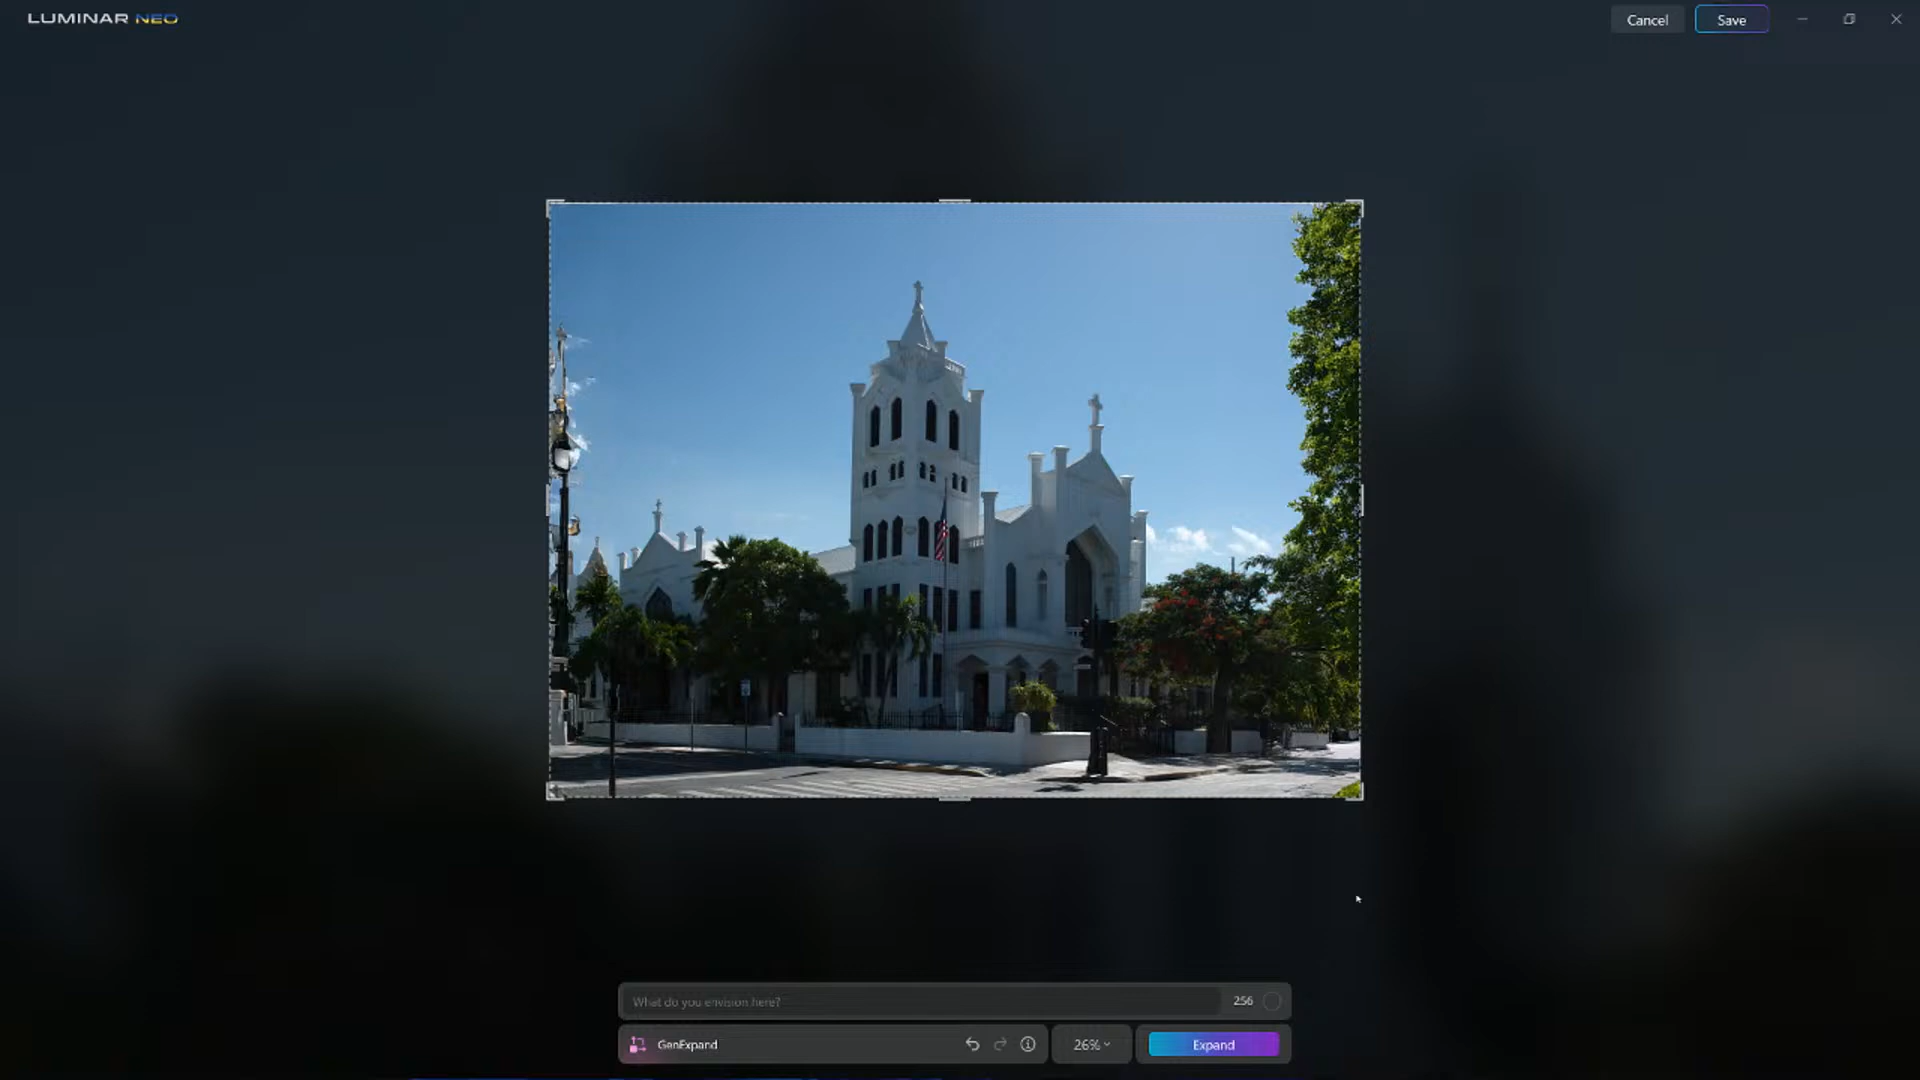 LUMINAR NEO
Cancel
Save
What do you envision here?
256
GenExpand
26%
Expand